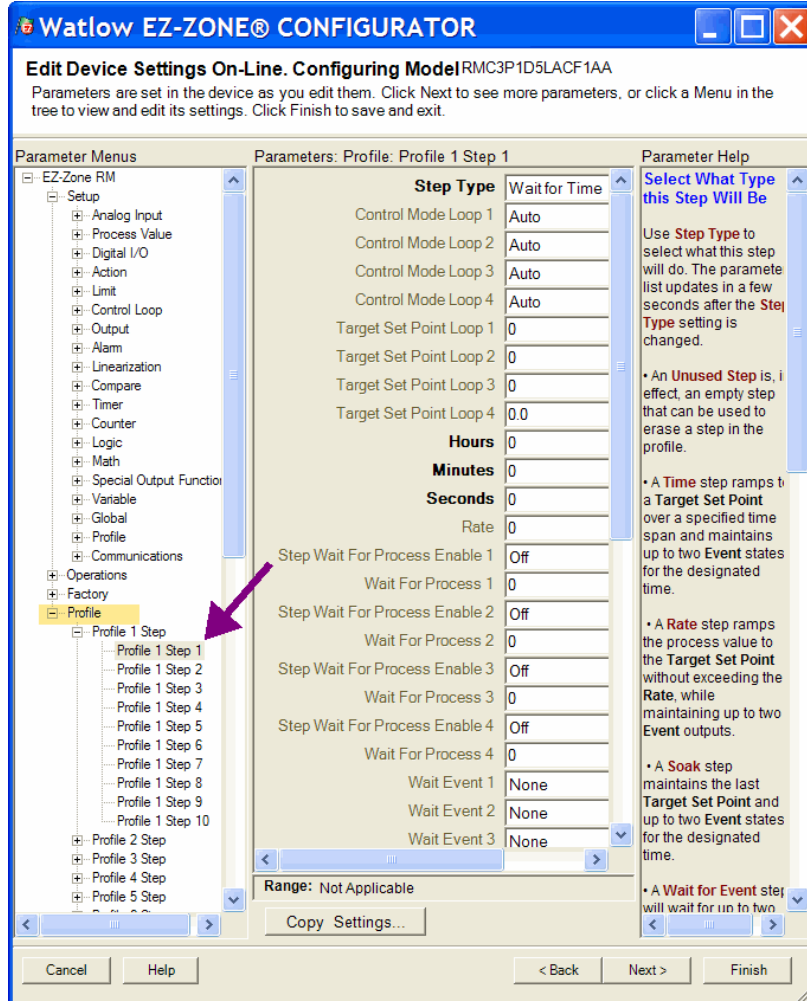 Watlow EZ-ZONE® CONFIGURATOR
Edit Device Settings On-Line. Configuring Model RMC3P1D5LACF1AA
Parameters are set in the device as you edit them. Click Next to see more parameters, or click a Menu in the
tree to view and edit its settings. Click Finish to save and exit.
Parameter Menus
EZ-Zone RM
Setup
Analog Input
Process Value
Digital I/O
Action
Limit
Control Loop
Output
Alarm
Linearization
Compare
Timer
Counter
Logic
Math
Special Output Function
Variable
Global
Profile
Communications
Operations
Factory
Profile
Profile 1 Step
Profile 1 Step 1
Profile 1 Step 2
Profile 1 Step 3
Profile 1 Step 4
Profile 1 Step 5
Profile 1 Step 6
Profile 1 Step 7
Profile 1 Step 8
Profile 1 Step 9
Profile 1 Step 10
Profile 2 Step
Profile 3 Step
Profile 4 Step
Profile 5 Step
Parameters: Profile: Profile 1 Step 1
Step Type Wait for Time
Control Mode Loop 1 Auto
Control Mode Loop 2 Auto
Control Mode Loop 3 Auto
Control Mode Loop 4 Auto
Target Set Point Loop 1 0
Target Set Point Loop 2 0
Target Set Point Loop 3 0
Target Set Point Loop 4 0.0
Hours 0
Minutes 0
Seconds 0
Rate 0
Step Wait For Process Enable 1 Off
Wait For Process 1 0
Step Wait For Process Enable 2 Off
Wait For Process 2 0
Step Wait For Process Enable 3 Off
Wait For Process 3 0
Step Wait For Process Enable 4 Off
Wait For Process 4 0
Wait Event 1 None
Wait Event 2 None
Wait Event 3 None
Range: Not Applicable
Copy Settings...
Parameter Help
Select What Type
this Step Will Be
Use Step Type to
select what this step
will do. The paramete
list updates in a few
seconds after the Step
Type setting is
changed.
• An Unused Step is, i
effect, an empty step
that can be used to
erase a step in the
profile.
• A Time step ramps t
a Target Set Point
over a specified time
span and maintains
up to two Event states
for the designated
time.
• A Rate step ramps
the process value to
the Target Set Point
without exceeding the
Rate, while
maintaining up to two
Event outputs.
• A Soak step
maintains the last
Target Set Point and
up to two Event states
for the designated
time.
• A Wait for Event step
will wait for up to two
Cancel
Help
< Back
Next >
Finish